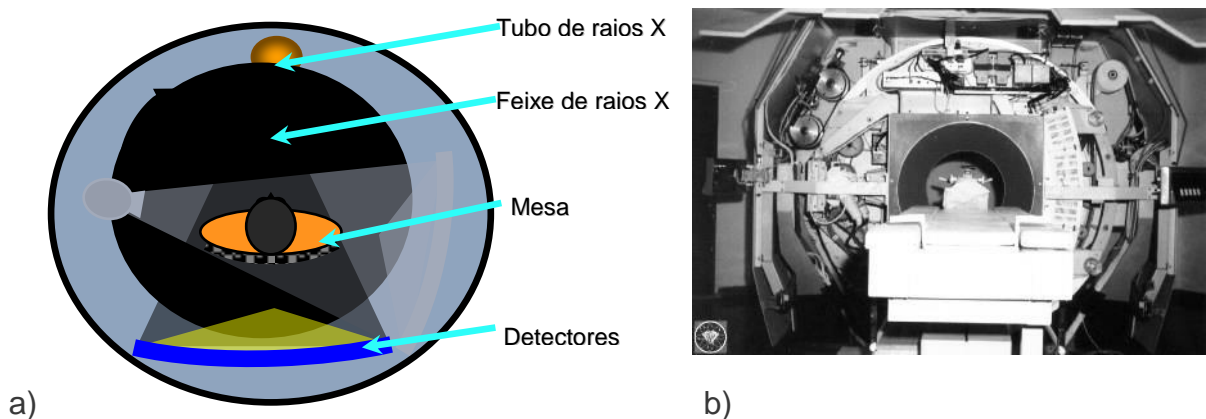 Tubo de raios X
Feixe de raios X
Mesa
Detectores
a)
b)